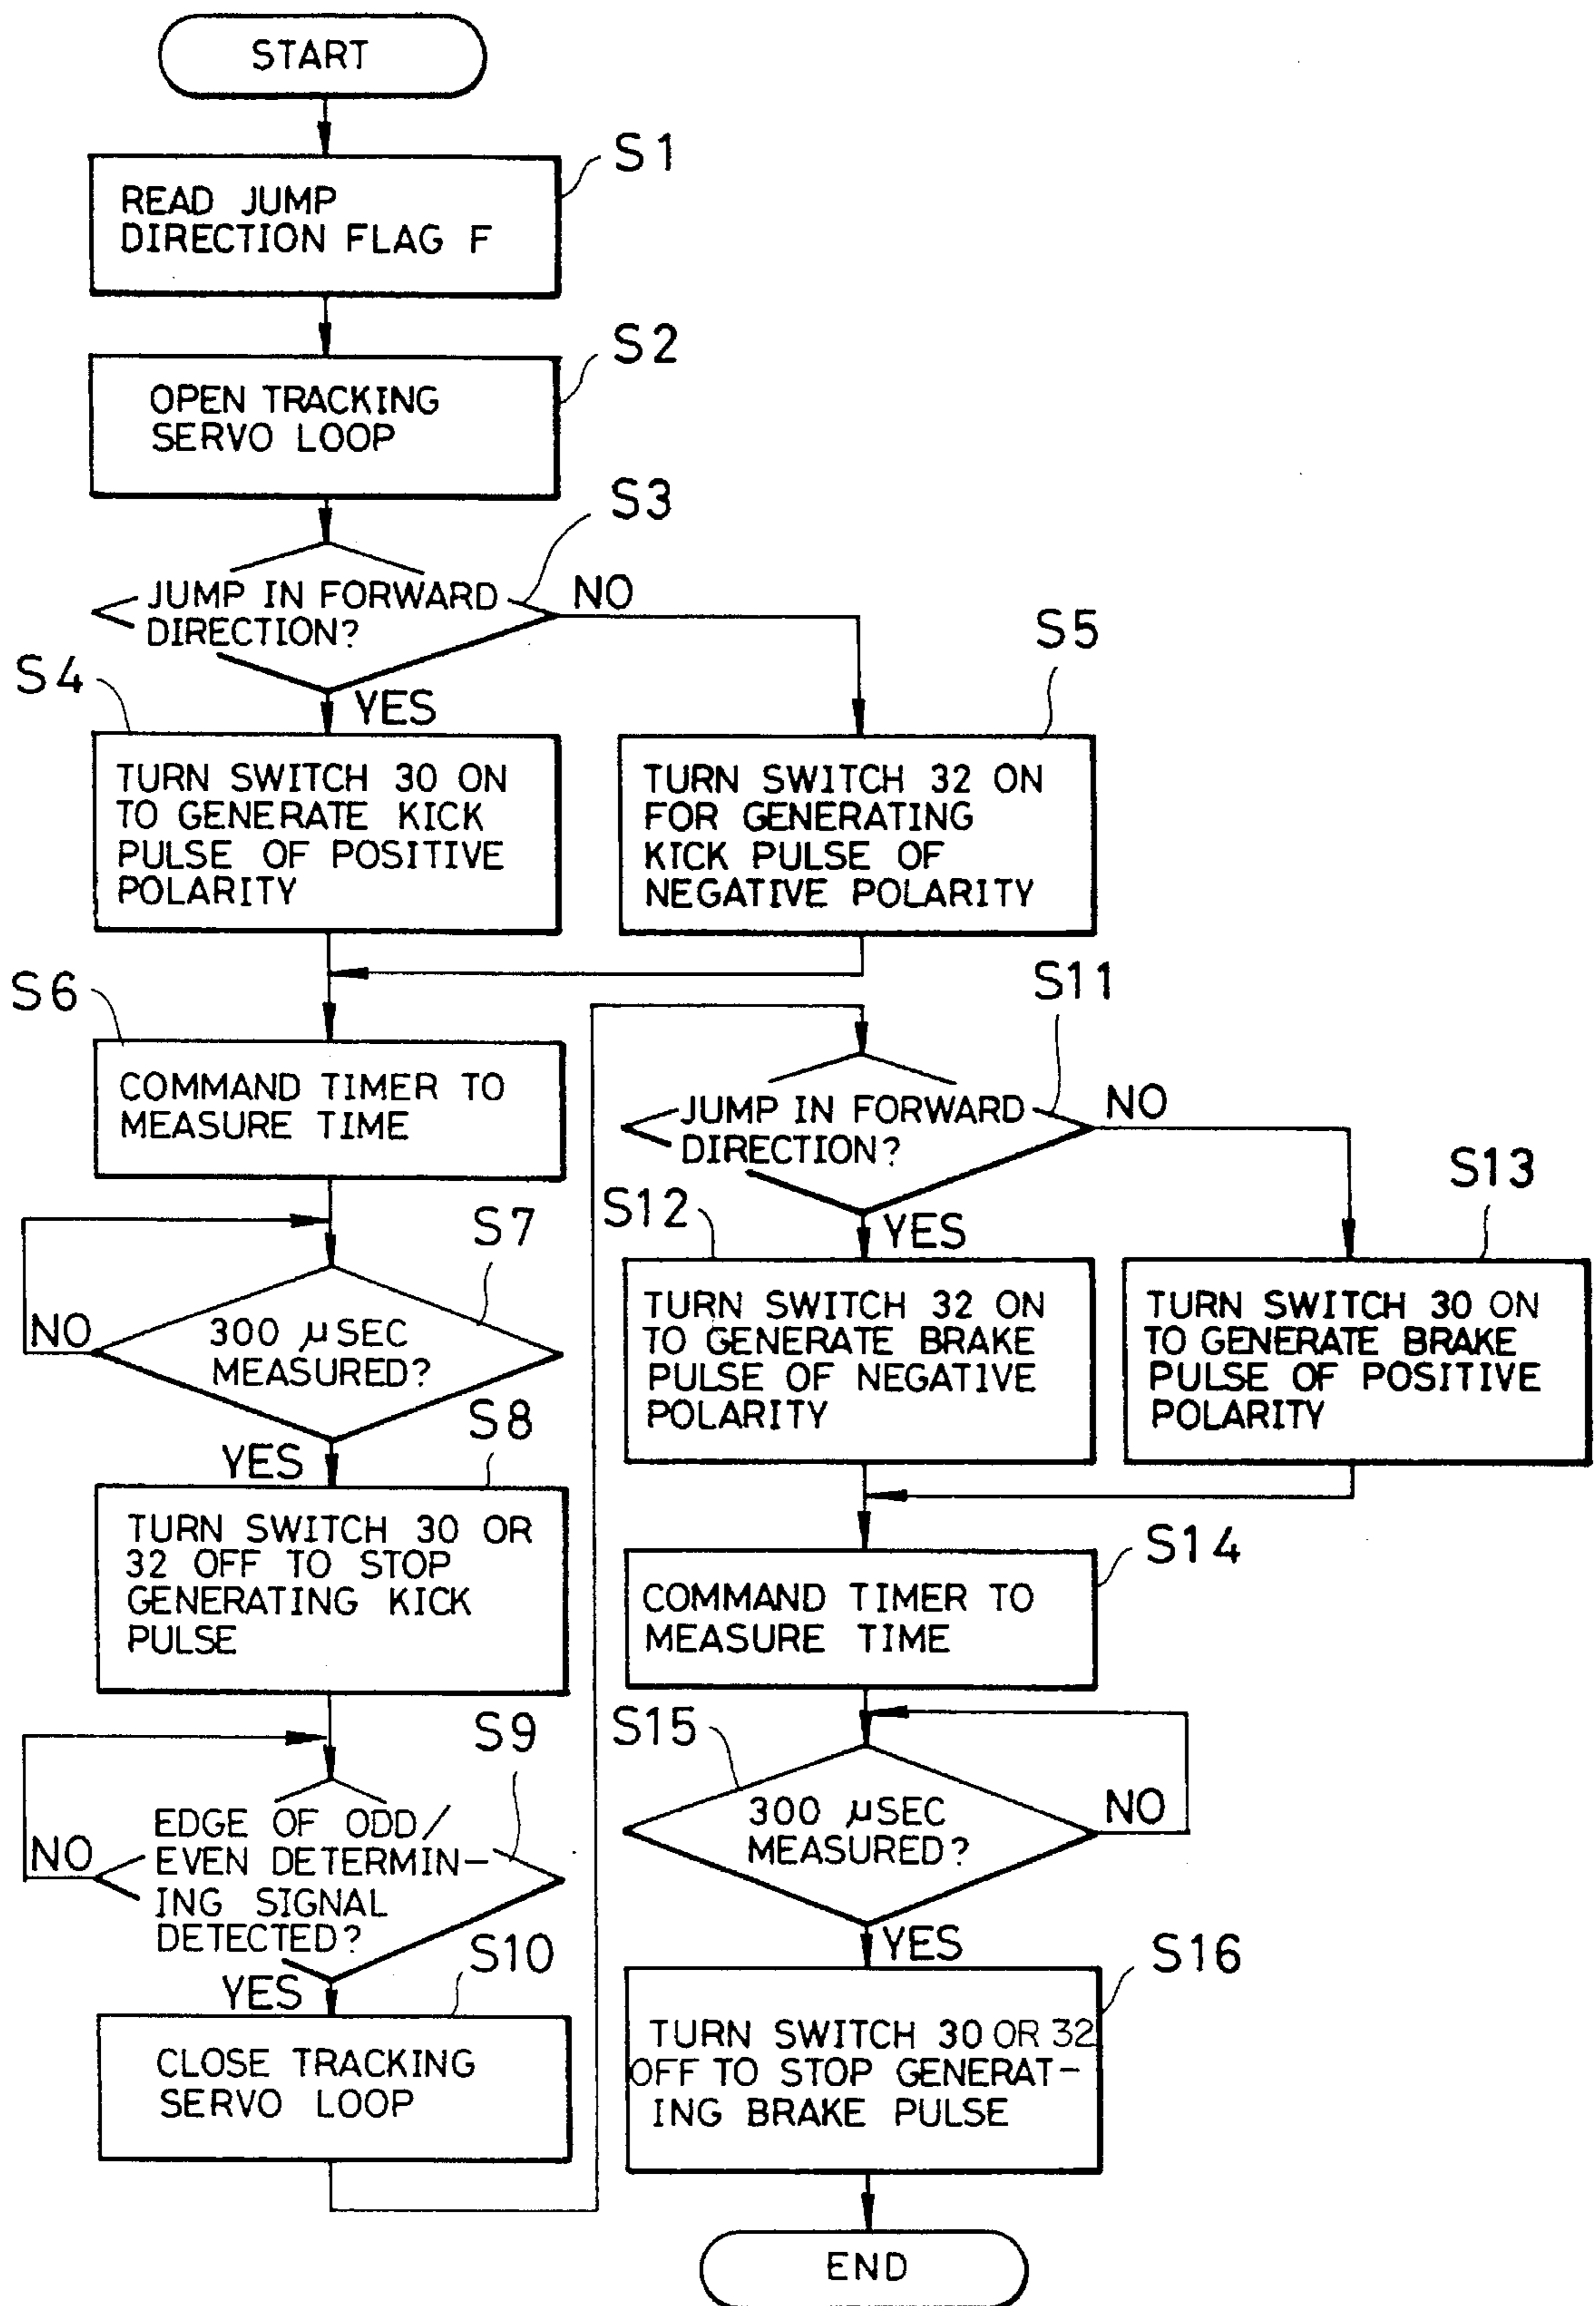 START
S1
READ JUMP
DIRECTION FLAG F
S2
OPEN TRACKING
SERVO LOOP
S3
JUMP IN FORWARD
DIRECTION?
NO
YES
S4
TURN SWITCH 30 ON
TO GENERATE KICK
PULSE OF POSITIVE
POLARITY
S5
TURN SWITCH 32 ON
FOR GENERATING
KICK PULSE OF
NEGATIVE POLARITY
S6
COMMAND TIMER TO
MEASURE TIME
S7
300 μSEC
MEASURED?
NO
YES
S8
TURN SWITCH 30 OR
32 OFF TO STOP
GENERATING KICK
PULSE
S9
EDGE OF ODD/
EVEN DETERMIN-
ING SIGNAL
DETECTED?
NO
YES
S10
CLOSE TRACKING
SERVO LOOP
S11
JUMP IN FORWARD
DIRECTION?
NO
YES
S12
TURN SWITCH 32 ON
TO GENERATE BRAKE
PULSE OF NEGATIVE
POLARITY
S13
TURN SWITCH 30 ON
TO GENERATE BRAKE
PULSE OF POSITIVE
POLARITY
S14
COMMAND TIMER TO
MEASURE TIME
S15
300 μSEC
MEASURED?
NO
YES
S16
TURN SWITCH 30 OR 32
OFF TO STOP GENERAT-
ING BRAKE PULSE
END